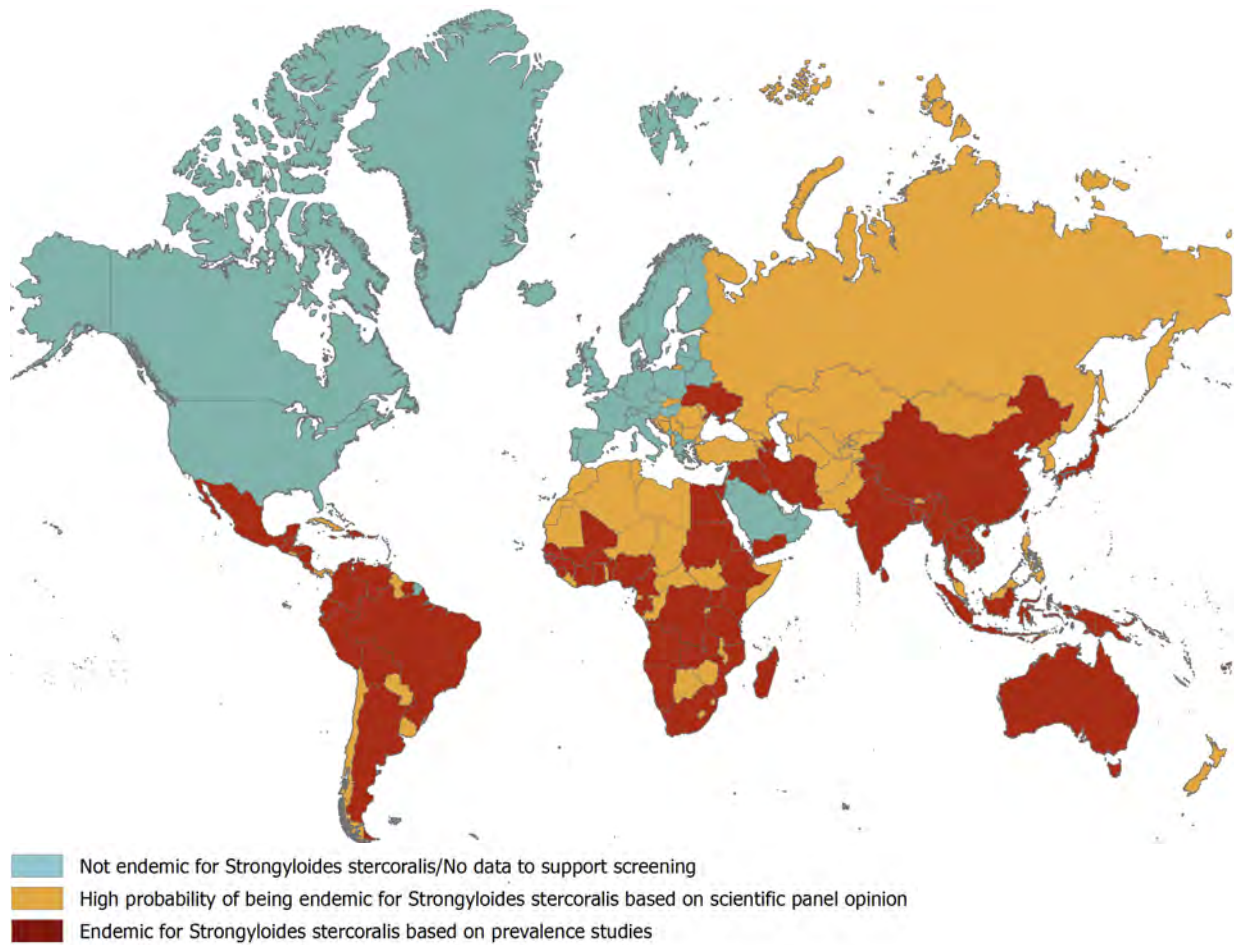 Not endemic for Strongyloides stercoralis/No data to support screening
High probability of being endemic for Strongyloides stercoralis based on scientific panel opinion
Endemic for Strongyloides stercoralis based on prevalence studies